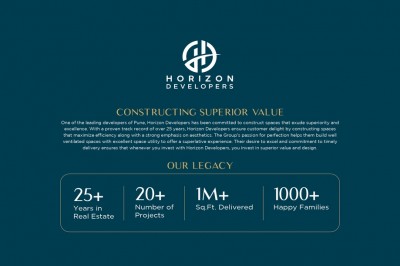 HORIZON
DEVELOPERS
CONSTRUCTING SUPERIOR VALUE
One of the leading developers of Pune, Horizon Developers has been committed to construct spaces that exude superiority and
excellence. With a proven track record of over 25 years, Horizon Developers ensure customer delight by constructing spaces
that maximize efficiency along with a strong emphasis on aesthetics. The Group's passion for perfection helps them build well
ventilated spaces with excellent space utility to offer a superlative experience. Their desire to excel and commitment to timely
delivery ensures that whenever you invest with Horizon Developers, you invest in superior value and design.
OUR LEGACY
25+ 20+ 1M+ 1000+
Years in Number of Sq.Ft. Delivered Happy Families
Real Estate Projects